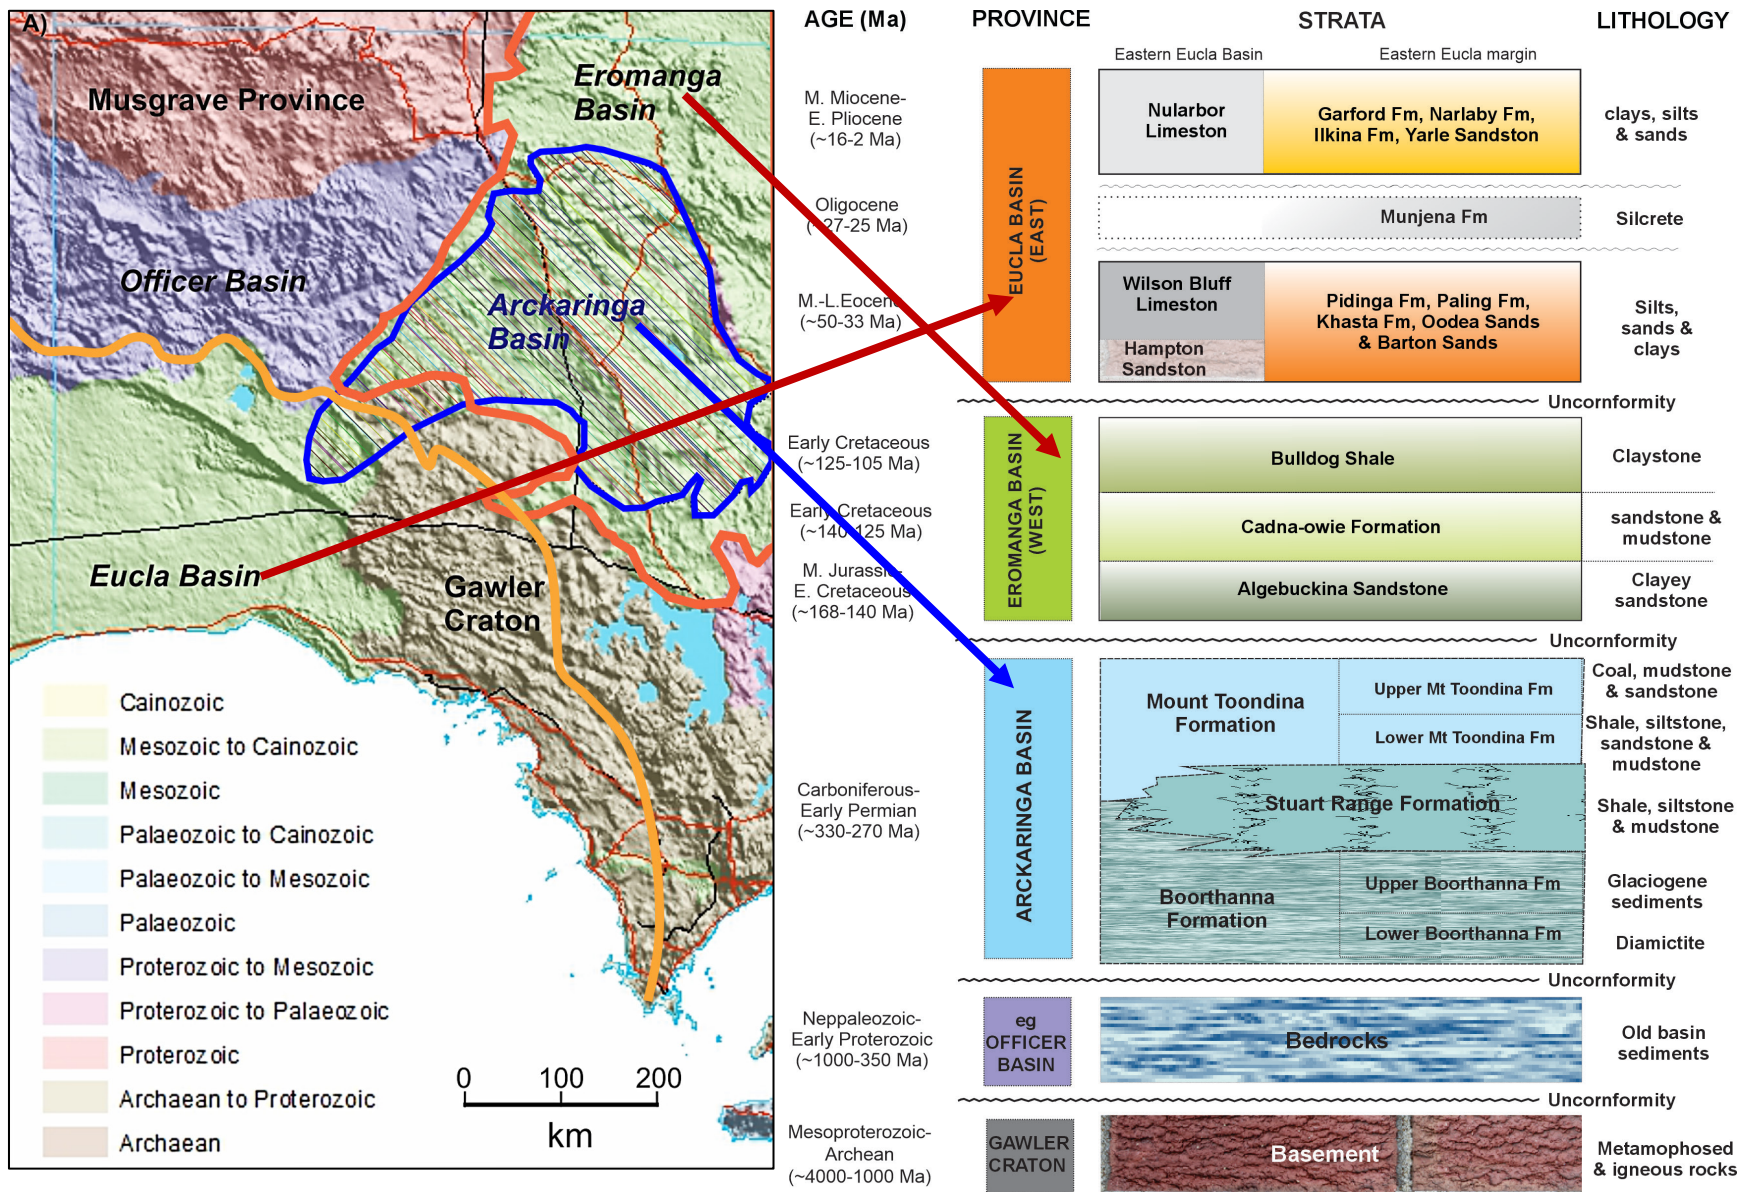 A)
Musgrave Province
Eromanga
Basin
Officer Basin
Arckaringa
Basin
Eucla Basin
Gawler
Craton
Cainozoic
Mesozoic to Cainozoic
Mesozoic
Palaeozoic to Cainozoic
Palaeozoic to Mesozoic
Palaeozoic
Proterozoic to Mesozoic
Proterozoic to Palaeozoic
Proterozoic
Archaean to Proterozoic
Archaean
0 100 200
km
AGE (Ma) PROVINCE STRATA LITHOLOGY
Eastern Eucla Basin Eastern Eucla margin
M. Miocene-
E. Pliocene
(~16-2 Ma)
EUCLA BASIN
(EAST)
Nularbor
Limeston
Garford Fm, Narlaby Fm,
Ilkina Fm, Yarle Sandston
clays, silts
& sands
Oligocene
(~27-25 Ma)
Munjena Fm
Silcrete
M.-L.Eocene
(~50-33 Ma)
Wilson Bluff
Limeston
Hampton
Sandston
Pidinga Fm, Paling Fm,
Khasta Fm, Oodea Sands
& Barton Sands
Silts,
sands &
clays
Uncornformity
Early Cretaceous
(~125-105 Ma)
EROMANGA BASIN
(WEST)
Bulldog Shale
Claystone
Early Cretaceous
(~140-125 Ma)
Cadna-owie Formation
sandstone &
mudstone
M. Jurassic-
E. Cretaceous
(~168-140 Ma)
Algebuckina Sandstone
Clayey
sandstone
Uncornformity
Carboniferous-
Early Permian
(~330-270 Ma)
ARCKARINGA BASIN
Mount Toondina
Formation
Upper Mt Toondina Fm
Coal, mudstone
& sandstone
Lower Mt Toondina Fm
Shale, siltstone,
sandstone &
mudstone
Stuart Range Formation
Shale, siltstone
& mudstone
Boorthanna
Formation
Upper Boorthanna Fm
Glaciogene
sediments
Lower Boorthanna Fm
Diamictite
Uncornformity
Neppaleozoic-
Early Proterozoic
(~1000-350 Ma)
eg
OFFICER
BASIN
Bedrocks
Old basin
sediments
Uncornformity
Mesoproterozoic-
Archean
(~4000-1000 Ma)
GAWLER
CRATON
Basement
Metamophosed
& igneous rocks